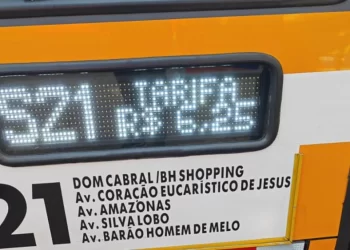 S21 TARIFA
R$ 6.25
21
DOM CABRAL /BH SHOPPING
Av. CORAÇÃO EUCARÍSTICO DE JESUS
Av. AMAZONAS
Av. SILVA LOBO
Av. BARÃO HOMEM DE MELO